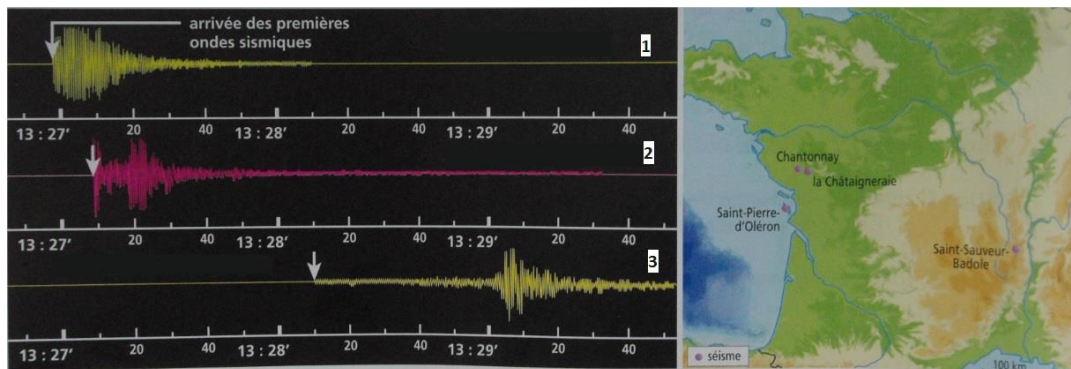 arrivée des premières
ondes sismiques
1
13 : 27’ 20 40 13 : 28’ 20 40 13 : 29’ 20 40
2
13 : 27’ 20 40 13 : 28’ 20 40 13 : 29’ 20 40
3
13 : 27’ 20 40 13 : 28’ 20 40 13 : 29’ 20 40
Chantonnay
la Châtaigneraie
Saint-Pierre-
d’Oléron
Saint-Sauveur-
Badole
séisme
100 km